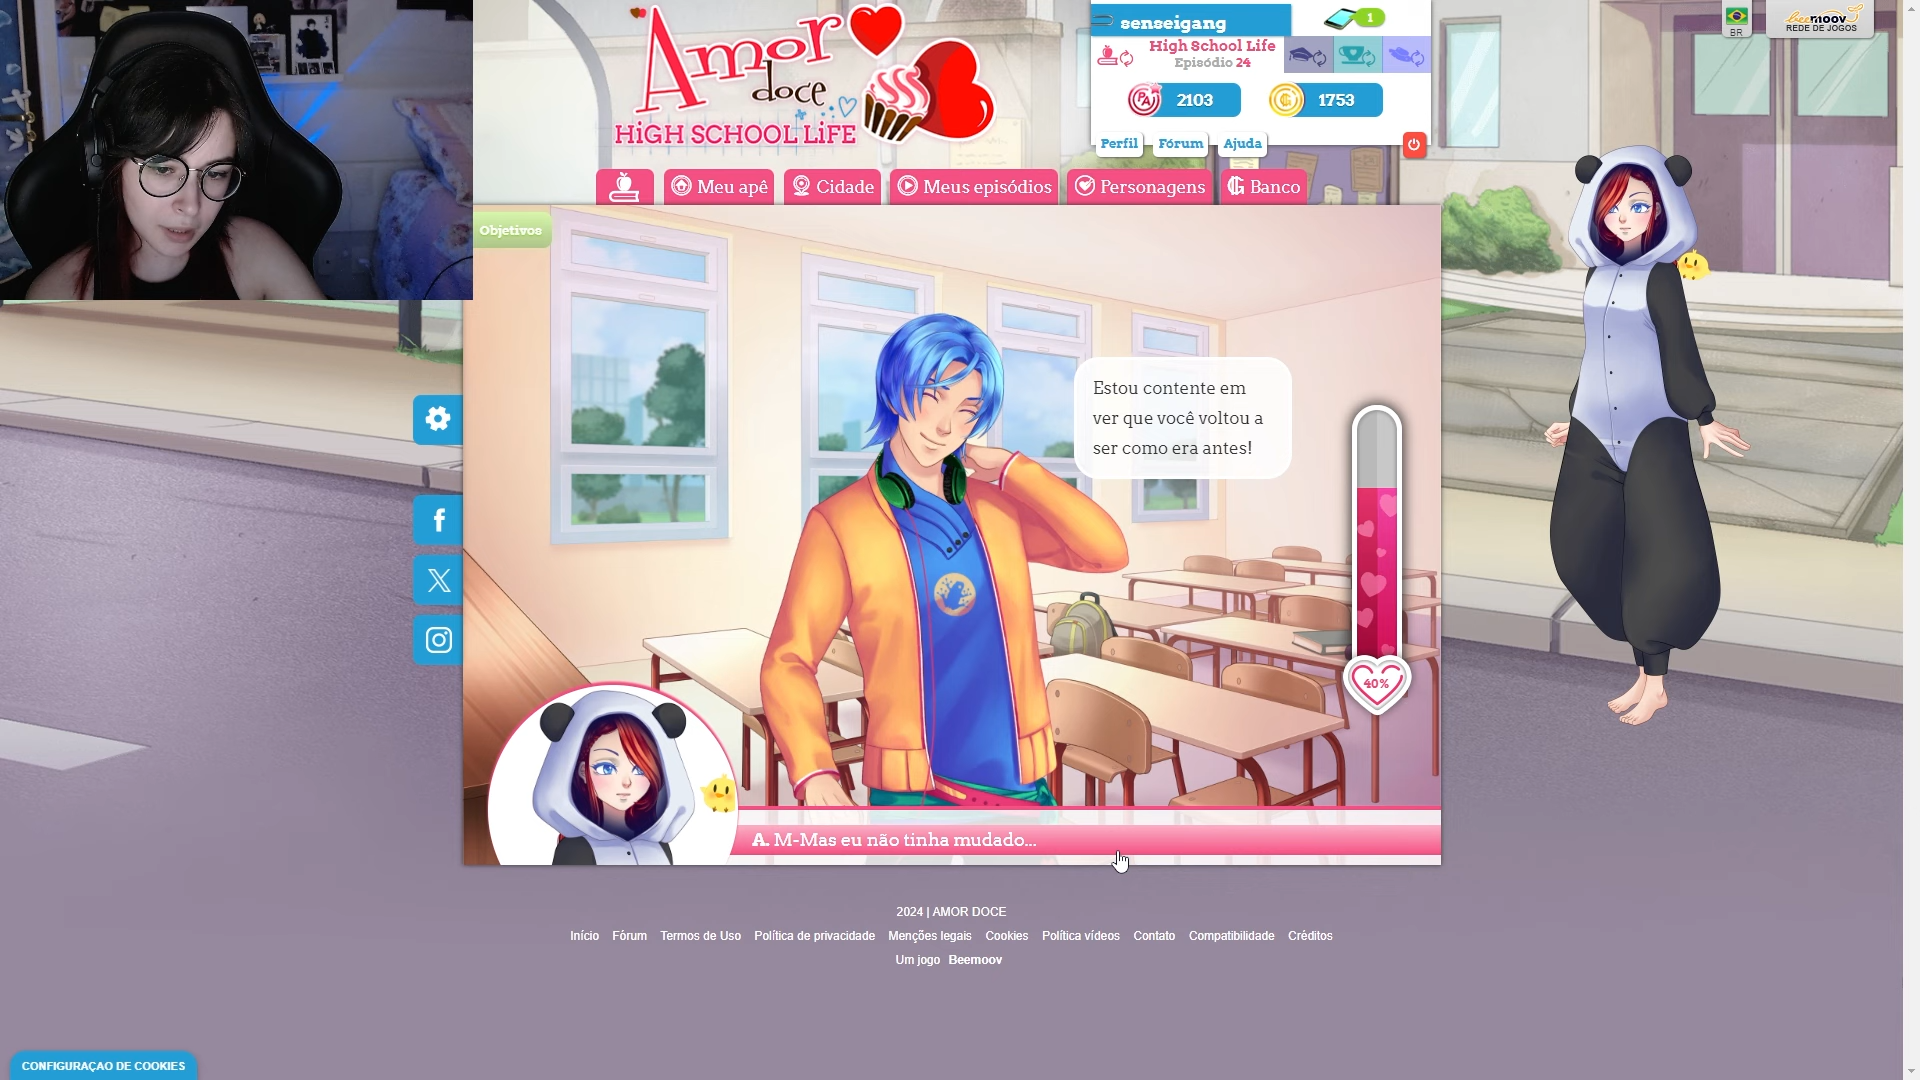 Amor
doce
HiGH SCHOOL LiFE
senseigang
1
High School Life
Episódio 24
PA
2103
1753
Perfil
Fórum
Ajuda
BR
beemoov
REDE DE JOGOS
Meu apê
Cidade
Meus episódios
Personagens
Banco
Objetivos
Estou contente em
ver que você voltou a
ser como era antes!
40%
A. M-Mas eu não tinha mudado...
2024 | AMOR DOCE
Início Fórum Termos de Uso Política de privacidade Menções legais Cookies Política vídeos Contato Compatibilidade Créditos
Um jogo Beemoov
CONFIGURAÇAO DE COOKIES